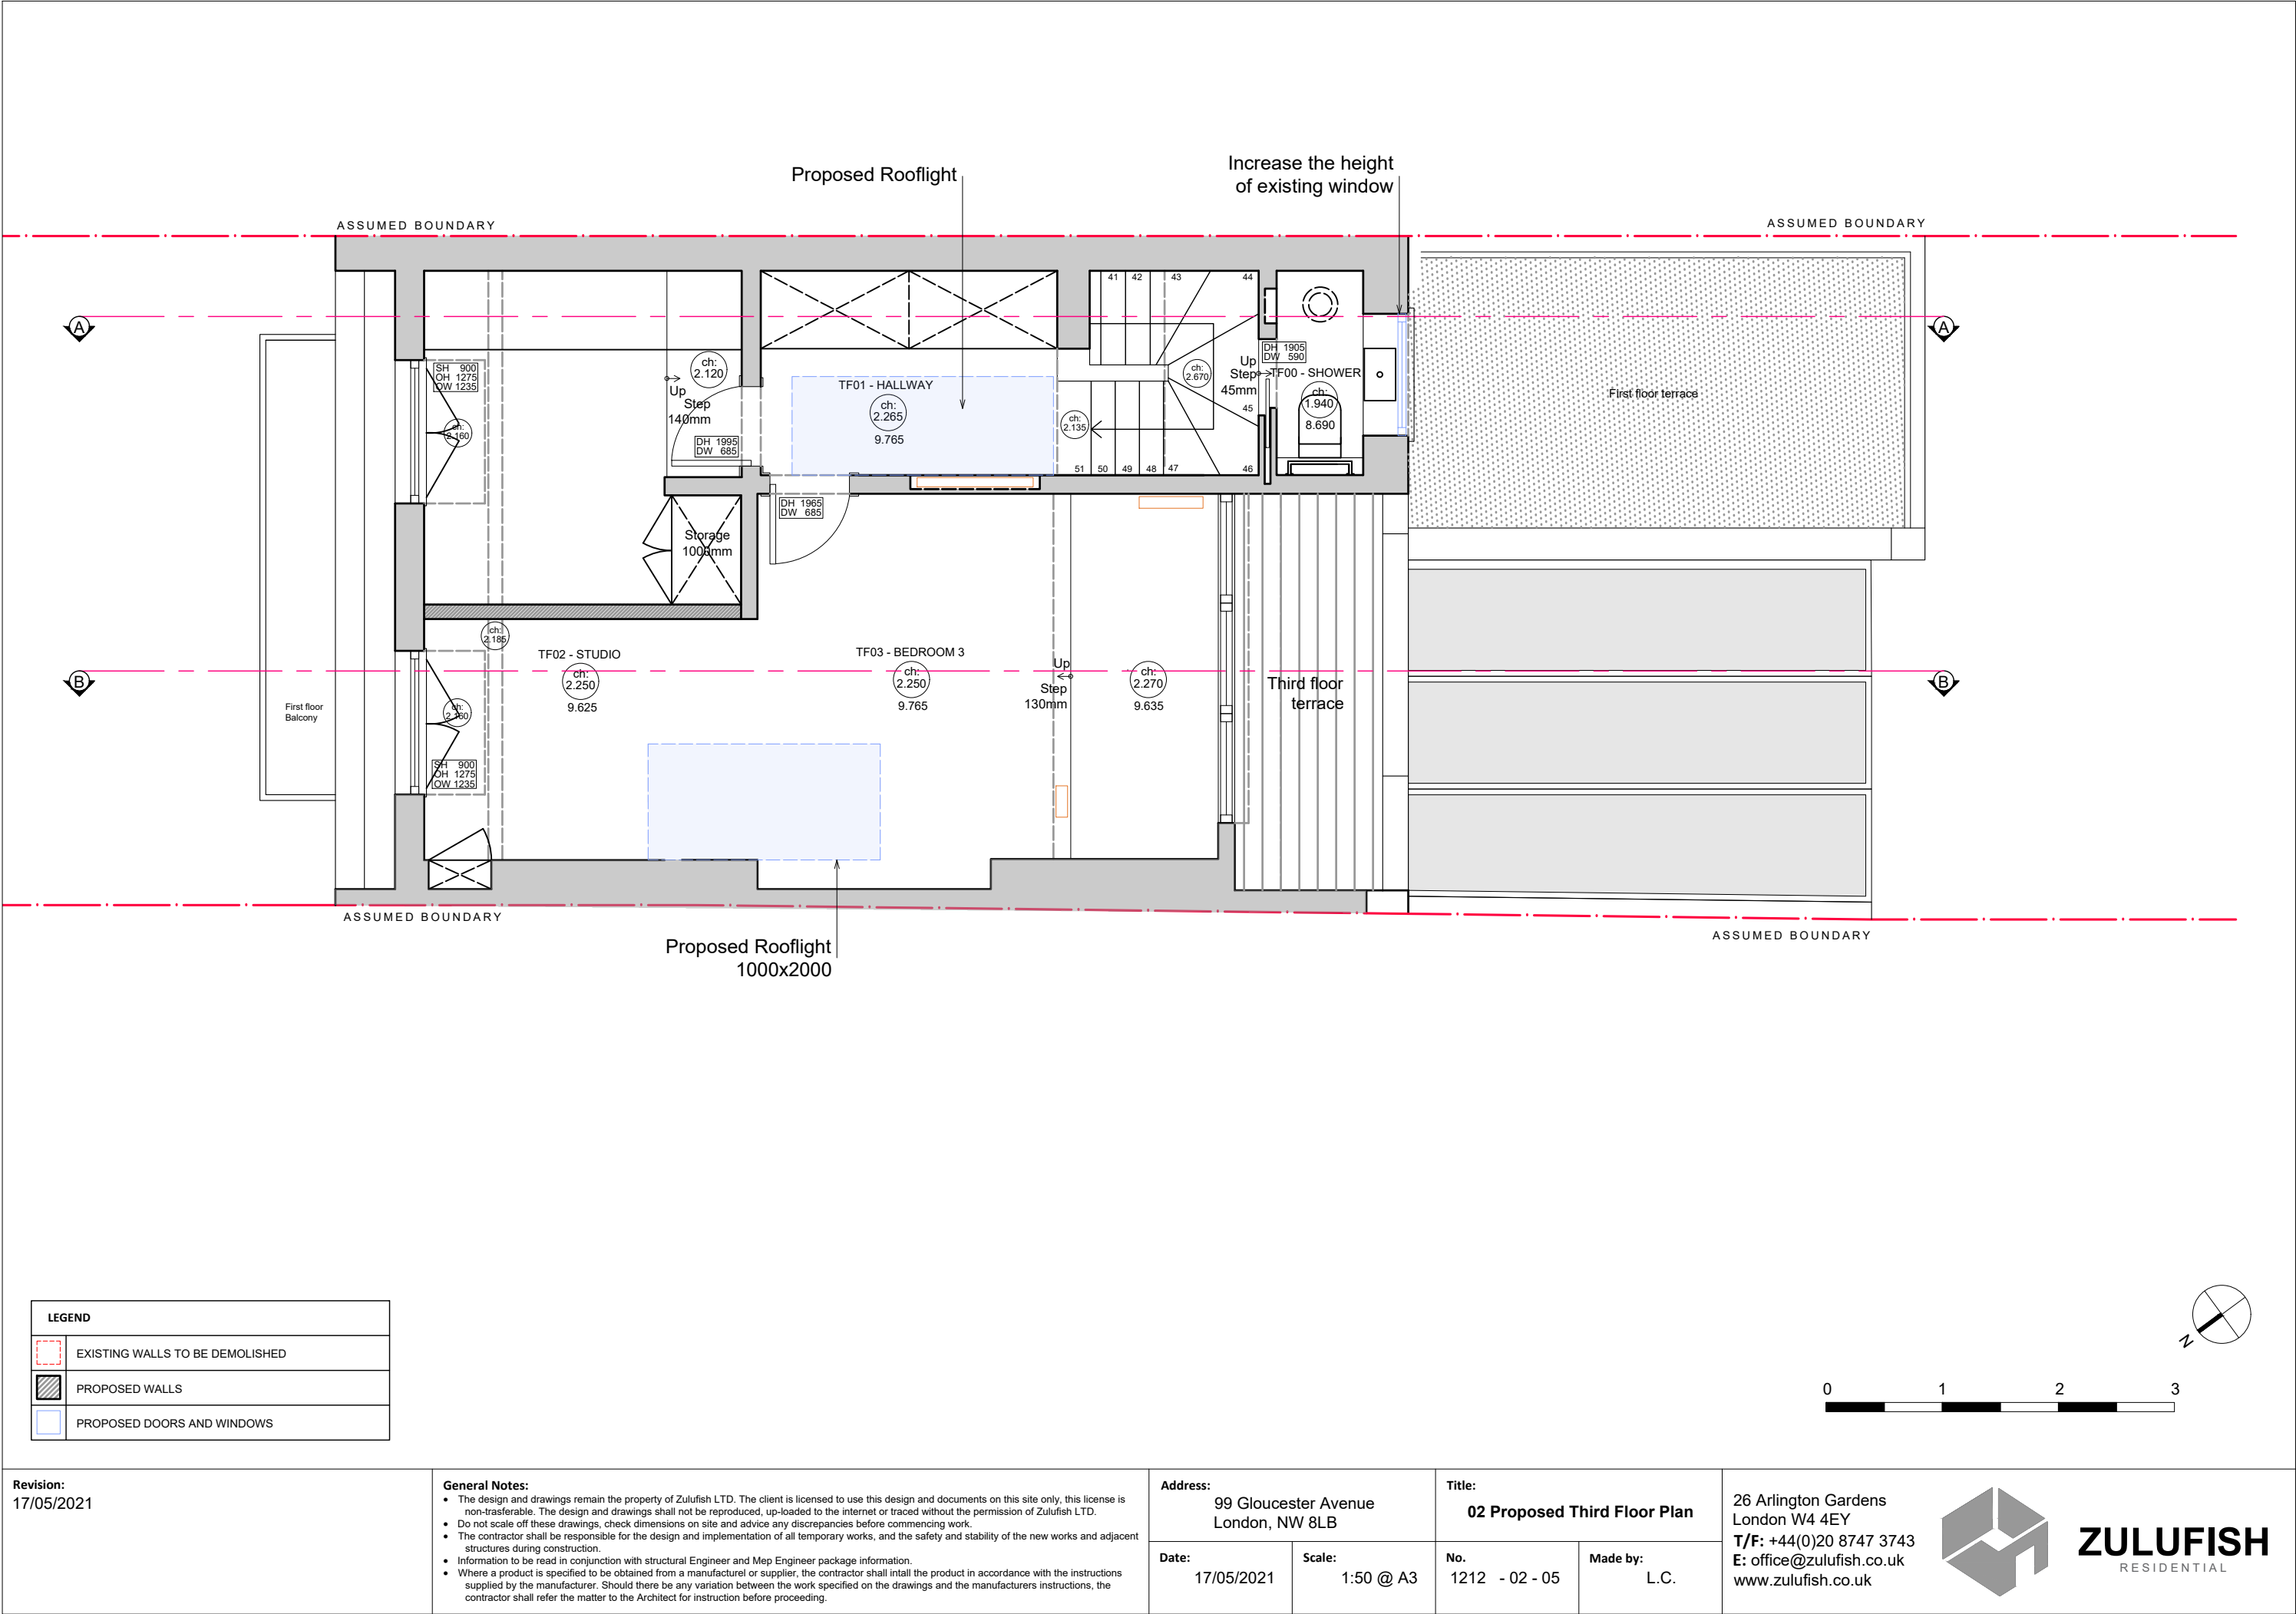 Proposed Rooflight
Increase the height
of existing window
ASSUMED BOUNDARY
ASSUMED BOUNDARY
A
A
41
42
43
44
SH 900
OH 1275
OW 1235
ch:
2.120
Up
Step
140mm
DH 1995
DW 685
ch:
2.160
TF01 - HALLWAY
ch:
2.265
9.765
ch:
2.135
ch:
2.670
Up
Step
45mm
DH 1905
DW 590
TF00 - SHOWER
ch:
1.940
8.690
45
51
50
49
48
47
46
First floor terrace
DH 1965
DW 685
Storage
1000mm
ch:
2.185
TF02 - STUDIO
ch:
2.250
9.625
TF03 - BEDROOM 3
ch:
2.250
9.765
Up
Step
130mm
ch:
2.270
9.635
Third floor
terrace
B
B
First floor
Balcony
ch:
2.160
SH 900
OH 1275
OW 1235
ASSUMED BOUNDARY
ASSUMED BOUNDARY
Proposed Rooflight
1000x2000
LEGEND
EXISTING WALLS TO BE DEMOLISHED
PROPOSED WALLS
PROPOSED DOORS AND WINDOWS
N
0 1 2 3
Revision:
17/05/2021
General Notes:
• The design and drawings remain the property of Zulufish LTD. The client is licensed to use this design and documents on this site only, this license is
non-trasferable. The design and drawings shall not be reproduced, up-loaded to the internet or traced without the permission of Zulufish LTD.
• Do not scale off these drawings, check dimensions on site and advice any discrepancies before commencing work.
• The contractor shall be responsible for the design and implementation of all temporary works, and the safety and stability of the new works and adjacent
structures during construction.
• Information to be read in conjunction with structural Engineer and Mep Engineer package information.
• Where a product is specified to be obtained from a manufacturel or supplier, the contractor shall intall the product in accordance with the instructions
supplied by the manufacturer. Should there be any variation between the work specified on the drawings and the manufacturers instructions, the
contractor shall refer the matter to the Architect for instruction before proceeding.
Address:
99 Gloucester Avenue
London, NW 8LB
Title:
02 Proposed Third Floor Plan
Date:
17/05/2021
Scale:
1:50 @ A3
No.
1212 - 02 - 05
Made by:
L.C.
26 Arlington Gardens
London W4 4EY
T/F: +44(0)20 8747 3743
E: office@zulufish.co.uk
www.zulufish.co.uk
ZULUFISH
RESIDENTIAL